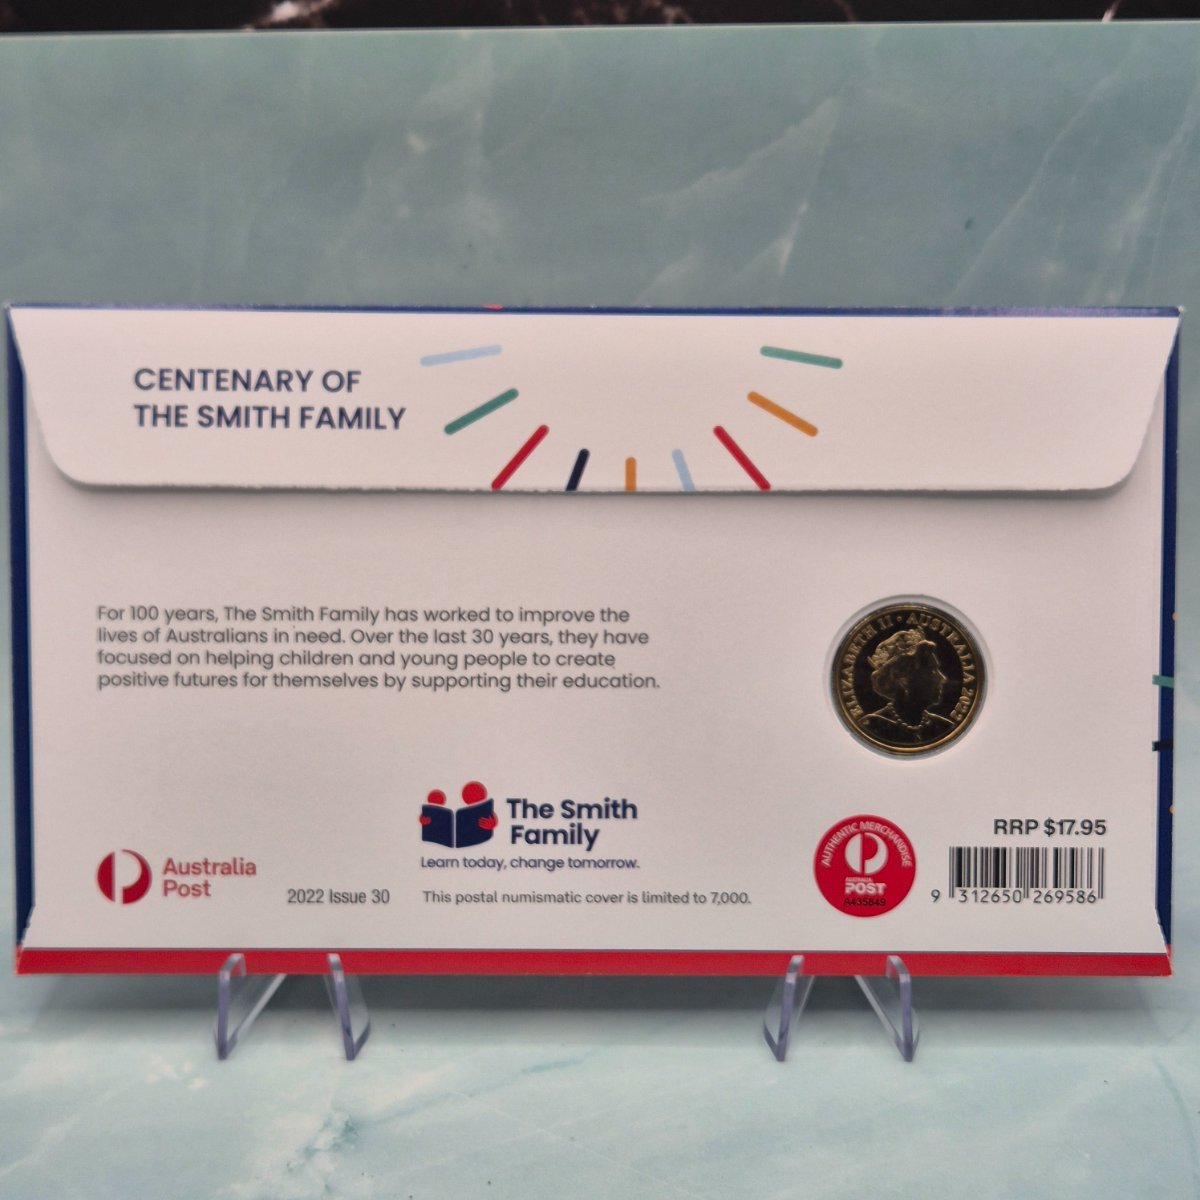 CENTENARY OF
THE SMITH FAMILY
For 100 years, The Smith Family has worked to improve the
lives of Australians in need. Over the last 30 years, they have
focused on helping children and young people to create
positive futures for themselves by supporting their education.
ELIZABETH II • AUSTRALIA 2022
The Smith
Family
Learn today, change tomorrow.
Australia
Post
2022 Issue 30
This postal numismatic cover is limited to 7,000.
AUTHENTIC MERCHANDISE
AUSTRALIA
POST
A435849
RRP $17.95
9 312650 269586